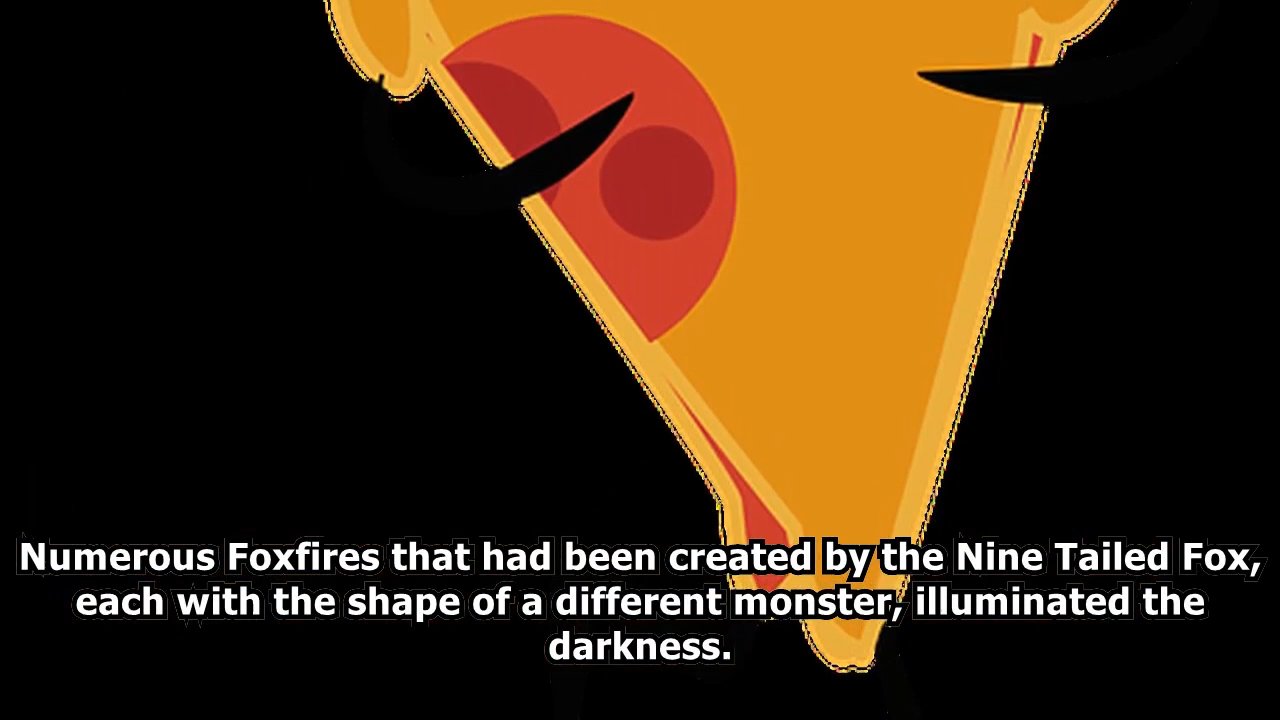 Numerous Foxfires that had been created by the Nine Tailed Fox,
each with the shape of a different monster, illuminated the
darkness.